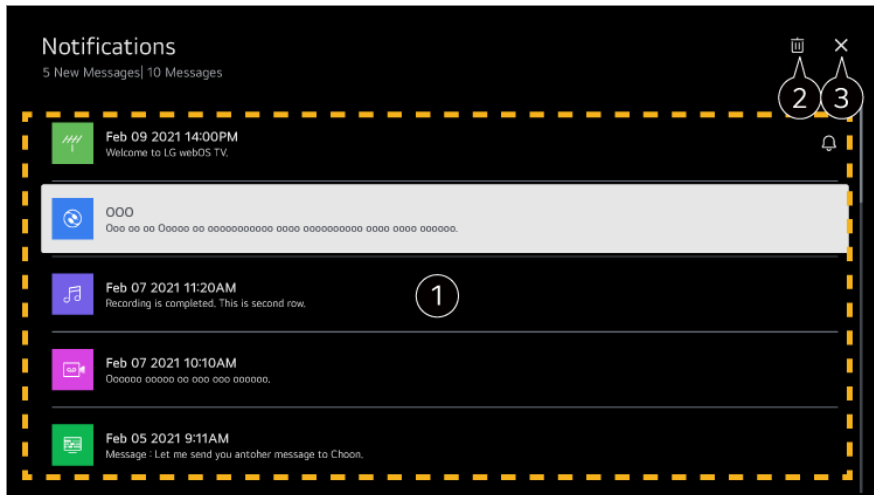 Notifications
5 New Messages| 10 Messages
2
3
Feb 09 2021 14:00PM
Welcome to LG webOS TV.
OOO
Ooo oo oo Ooooo oo ooooooooooo oooo oooooooooo oooo oooo oooooo.
Feb 07 2021 11:20AM
Recording is completed. This is second row.
1
Feb 07 2021 10:10AM
Oooooo ooooo oo ooo ooo oooooo.
Feb 05 2021 9:11AM
Message : Let me send you antoher message to Choon.